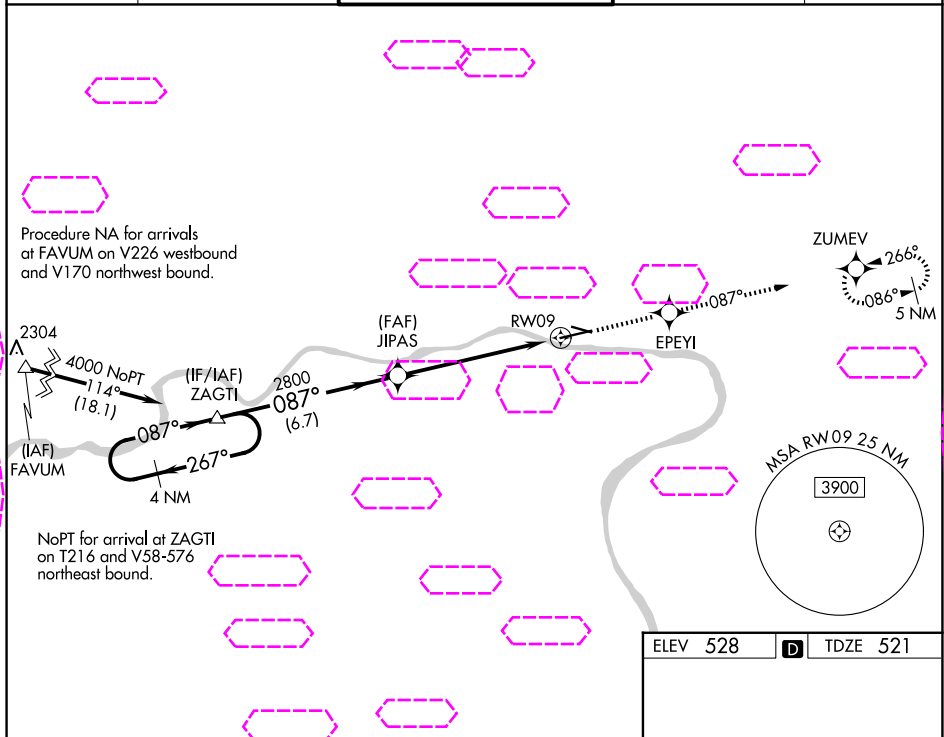 Procedure NA for arrivals
at FAVUM on V226 westbound
and V170 northwest bound.
ZUMEV
266°
086°
5 NM
087°
EPEYI
RW09
(FAF)
JIPAS
2304
4000 NoPT
114°
(18.1)
(IAF)
FAVUM
(IF/IAF)
ZAGTI
2800
087°
(6.7)
087°
267°
4 NM
MSA RW09 25 NM
3900
NoPT for arrival at ZAGTI
on T216 and V58-576
northeast bound.
ELEV 528 D TDZE 521